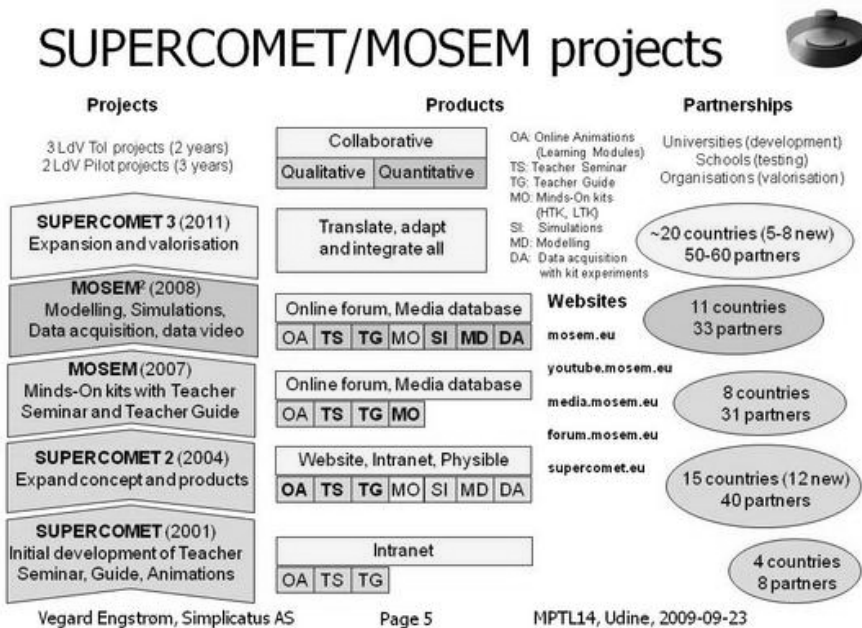 SUPERCOMET/MOSEM projects
Projects
3 LdV ToI projects (2 years)
2 LdV Pilot projects (3 years)
SUPERCOMET 3 (2011)
Expansion and valorisation
MOSEM² (2008)
Modelling, Simulations,
Data acquisition, data video
MOSEM (2007)
Minds-On kits with Teacher
Seminar and Teacher Guide
SUPERCOMET 2 (2004)
Expand concept and products
SUPERCOMET (2001)
Initial development of Teacher
Seminar, Guide, Animations
Products
Collaborative
Qualitative Quantitative
Translate, adapt
and integrate all
Online forum, Media database
OA TS TG MO SI MD DA
Online forum, Media database
OA TS TG MO
Website, Intranet, Physible
OA TS TG MO SI MD DA
Intranet
OA TS TG
OA: Online Animations
(Learning Modules)
TS: Teacher Seminar
TG: Teacher Guide
MO: Minds-On kits
(HTK, LTK)
SI: Simulations
MD: Modelling
DA: Data acquisition
with kit experiments
Websites
mosem.eu
youtube.mosem.eu
media.mosem.eu
forum.mosem.eu
supercomet.eu
Partnerships
Universities (development)
Schools (testing)
Organisations (valorisation)
~20 countries (5-8 new)
50-60 partners
11 countries
33 partners
8 countries
31 partners
15 countries (12 new)
40 partners
4 countries
8 partners
Vegard Engstrøm, Simplicatus AS
Page 5
MPTL14, Udine, 2009-09-23